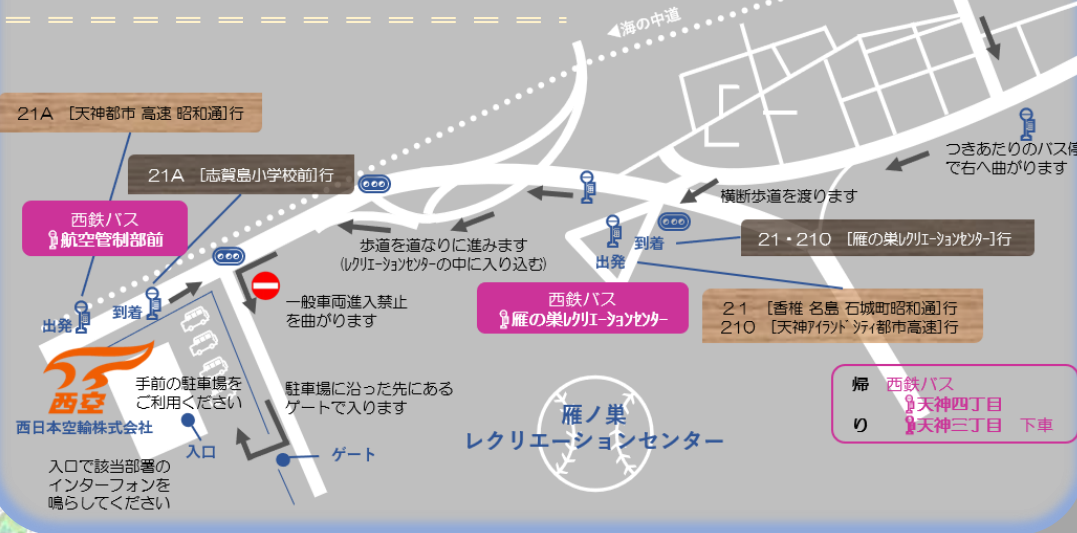 ◀海の中道
21A [天神都市 高速 昭和通]行
つきあたりのバス停
で右へ曲がります
21A [志賀島小学校前]行
横断歩道を渡ります
西鉄バス
航空管制部前
歩道を道なりに進みます
(ﾚｸﾘｴｰｼｮﾝｾﾝﾀｰの中に入り込む)
到着
出発
21・210 [雁の巣ﾚｸﾘｴｰｼｮﾝｾﾝﾀｰ]行
一般車両進入禁止
を曲がります
西鉄バス
雁の巣ﾚｸﾘｴｰｼｮﾝｾﾝﾀｰ
21 [香椎 名島 石城町昭和通]行
210 [天神ｱｲﾗﾝﾄﾞｼﾃｨ都市高速]行
出発
到着
手前の駐車場を
ご利用ください
駐車場に沿った先にある
ゲートで入ります
西空
西日本空輸株式会社
入口
ゲート
雁ノ巣
レクリエーションセンター
帰り
西鉄バス
天神四丁目
天神三丁目 下車
入口で該当部署の
インターフォンを
鳴らしてください